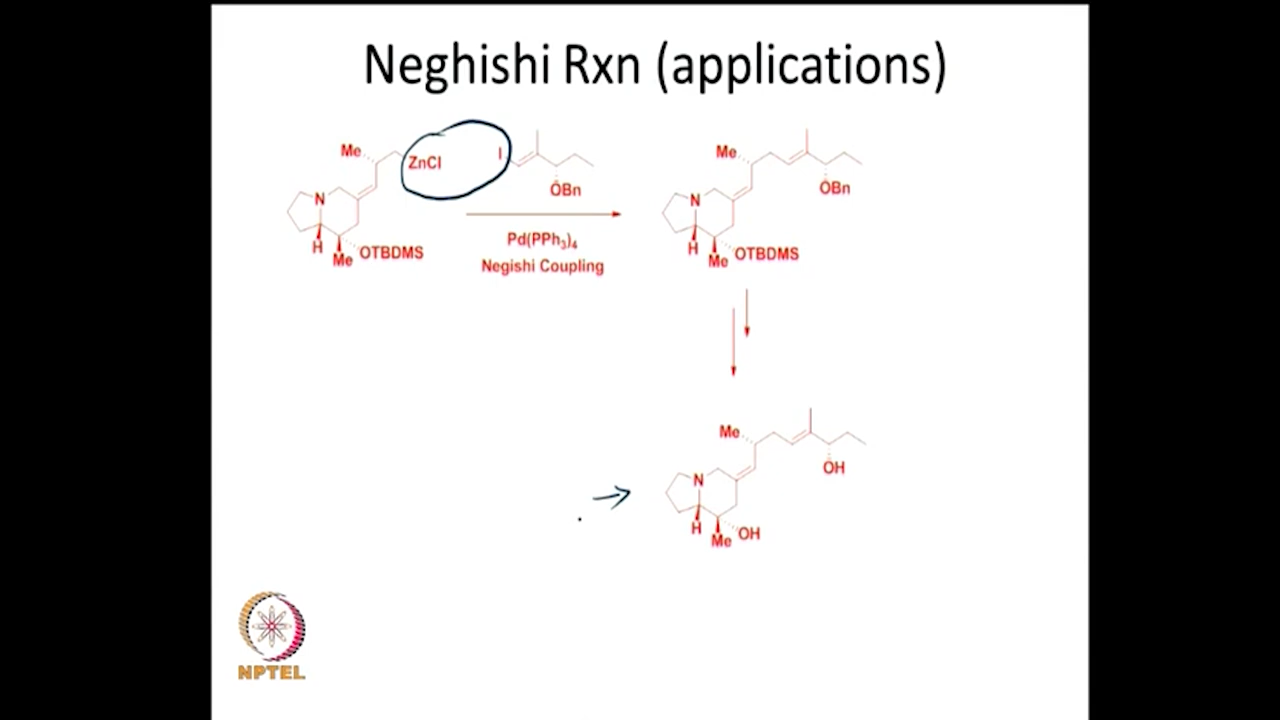 Neghishi Rxn (applications)
Me
ZnCl
I
OBn
N
H
Me
OTBDMS
Pd(PPh3)4
Negishi Coupling
Me
OBn
N
H
Me
OTBDMS
Me
OH
N
H
Me
OH
NPTEL